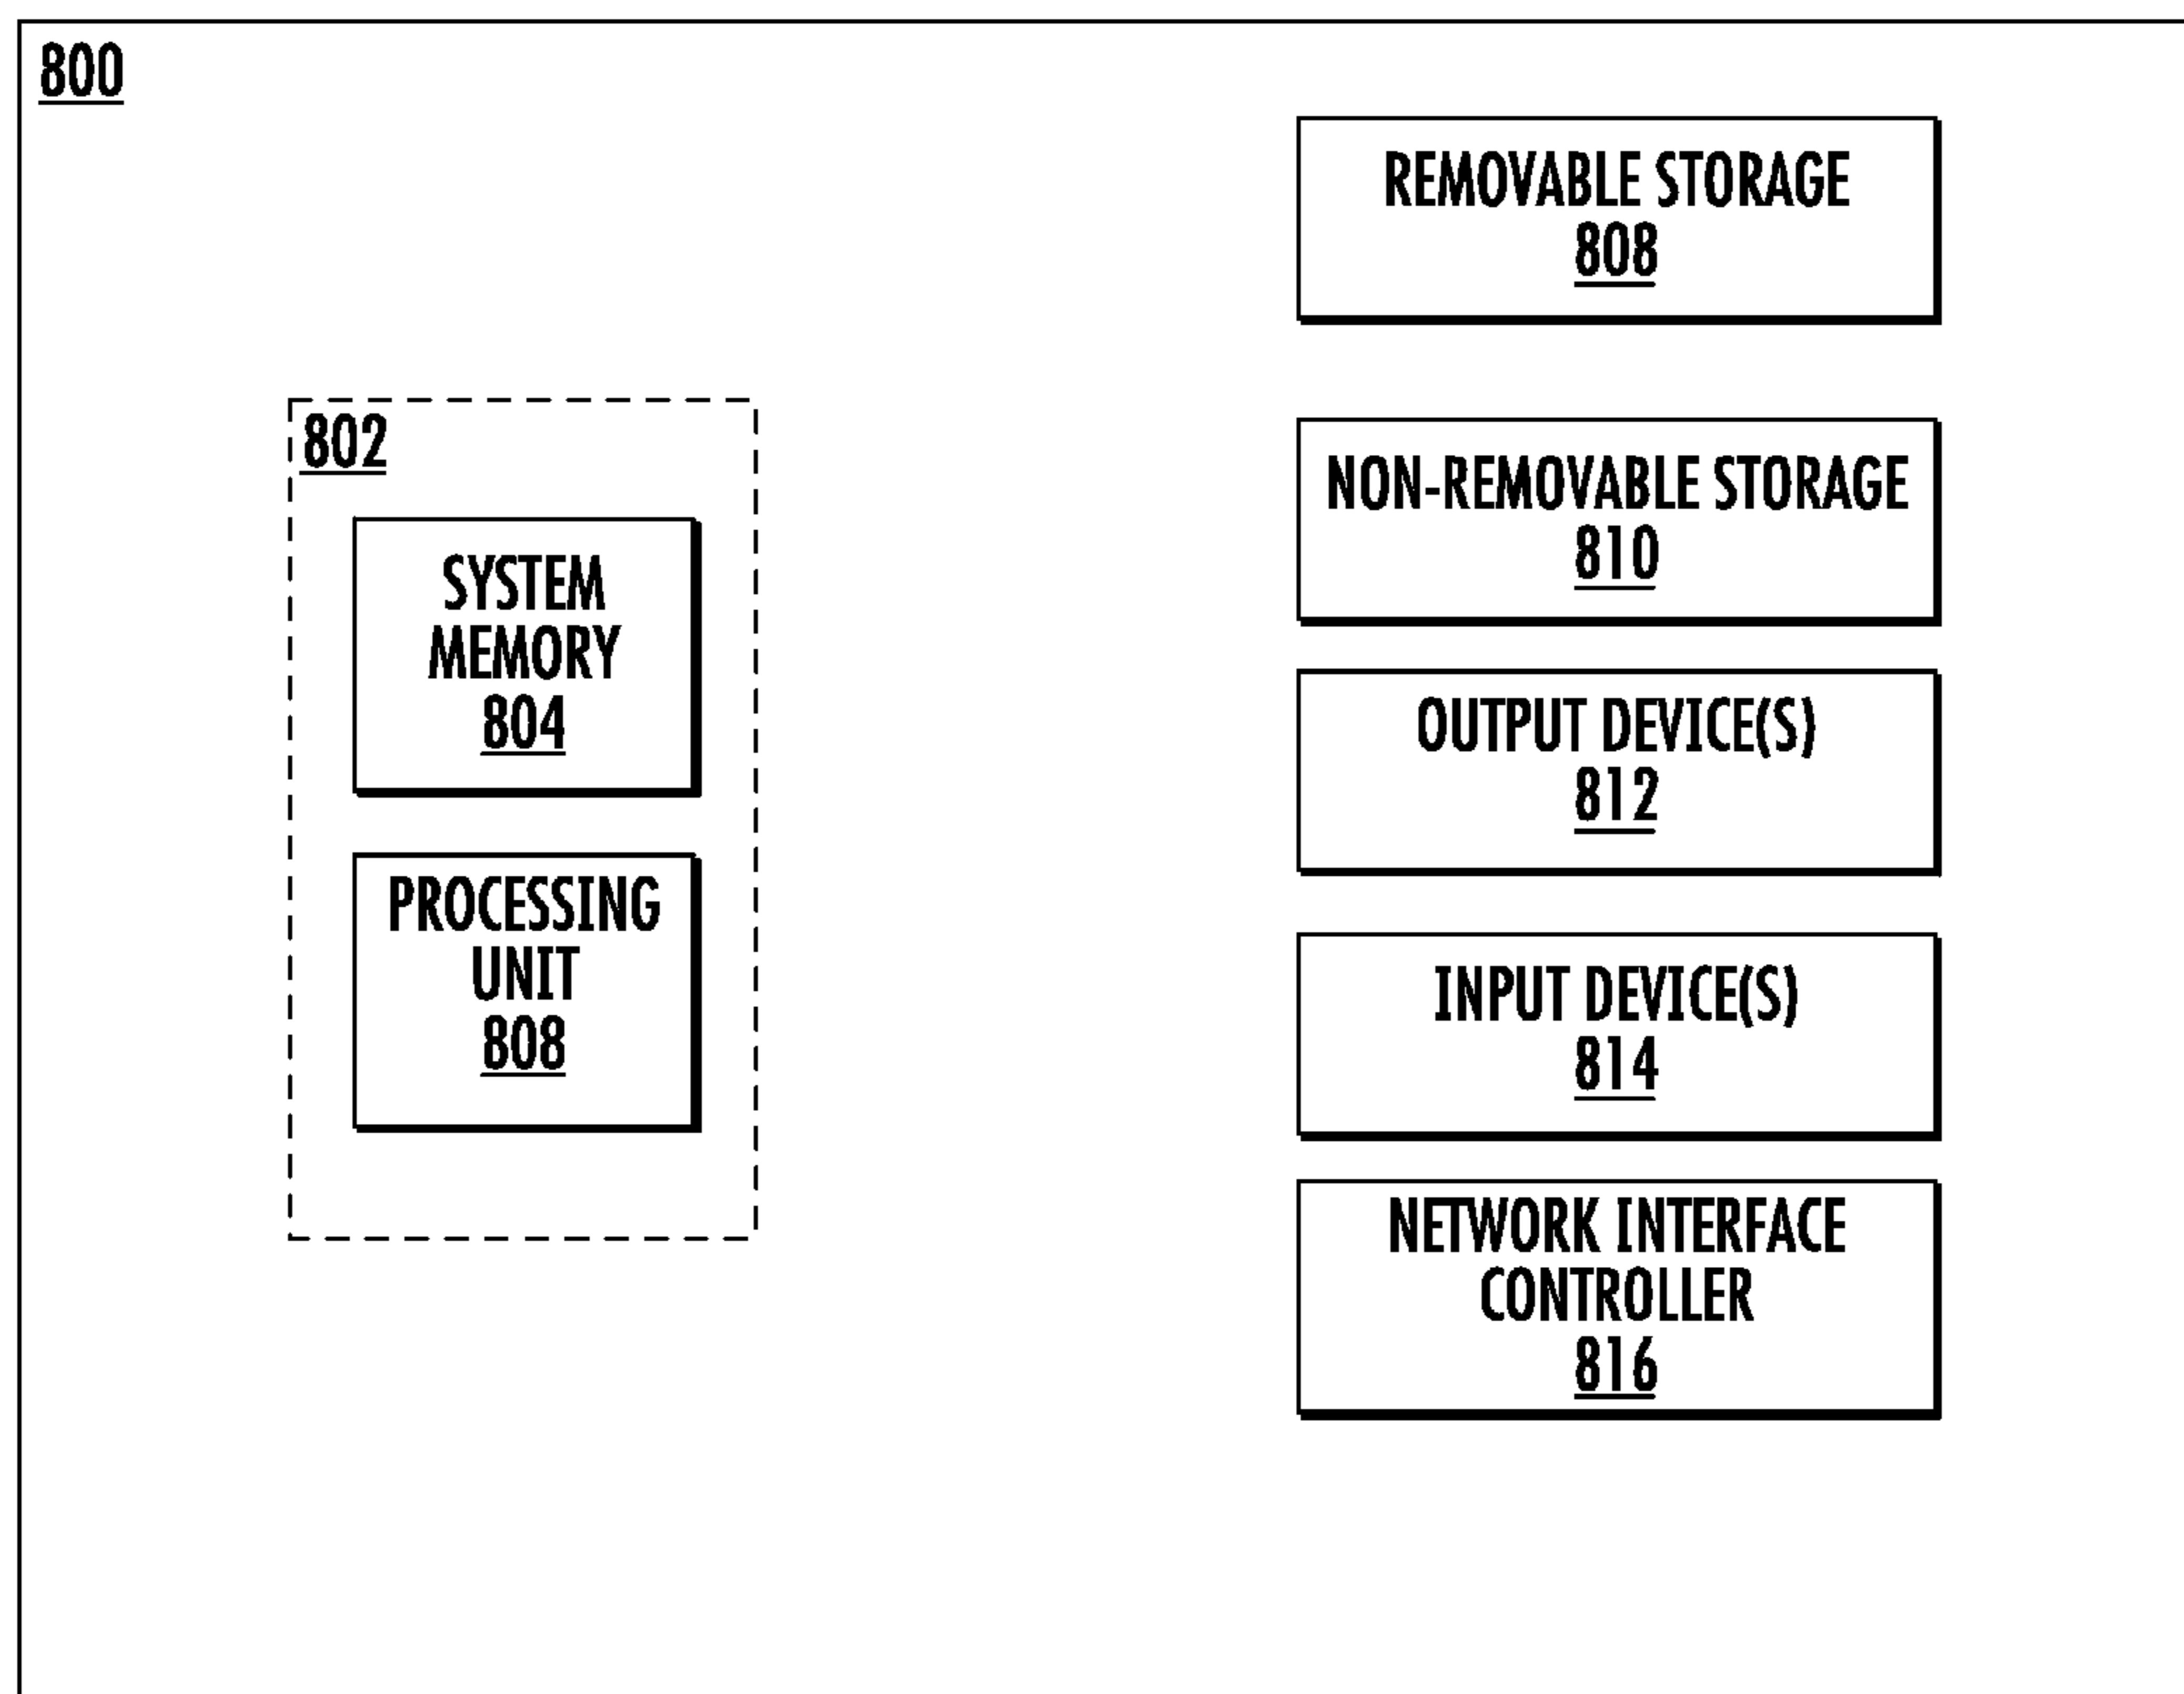 800
802
SYSTEM
MEMORY
804
PROCESSING
UNIT
808
REMOVABLE STORAGE
808
NON-REMOVABLE STORAGE
810
OUTPUT DEVICE(S)
812
INPUT DEVICE(S)
814
NETWORK INTERFACE
CONTROLLER
816